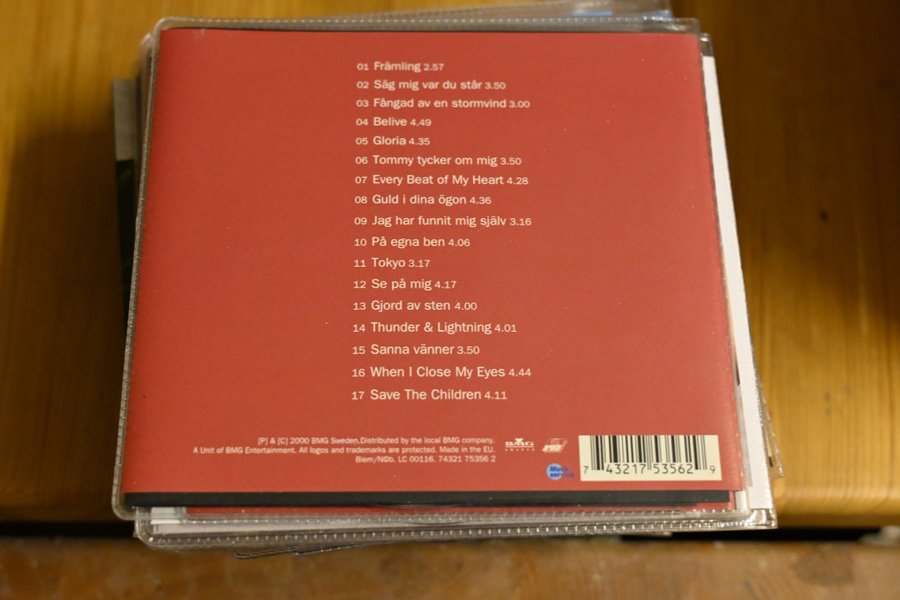 01 Främling 2.57
02 Säg mig var du står 3.50
03 Fångad av en stormvind 3.00
04 Belive 4.49
05 Gloria 4.35
06 Tommy tycker om mig 3.50
07 Every Beat of My Heart 4.28
08 Guld i dina ögon 4.36
09 Jag har funnit mig själv 3.16
10 På egna ben 4.06
11 Tokyo 3.17
12 Se på mig 4.17
13 Gjord av sten 4.00
14 Thunder & Lightning 4.01
15 Sanna vänner 3.50
16 When I Close My Eyes 4.44
17 Save The Children 4.11
[P] & [C] 2000 BMG Sweden.Distributed by the local BMG company.
A Unit of BMG Entertainment. All logos and trademarks are protected. Made in the EU.
Biem/N©b. LC 00116. 74321 75356 2
BMG
SWEDEN
Music
service
7 43217 53562 9